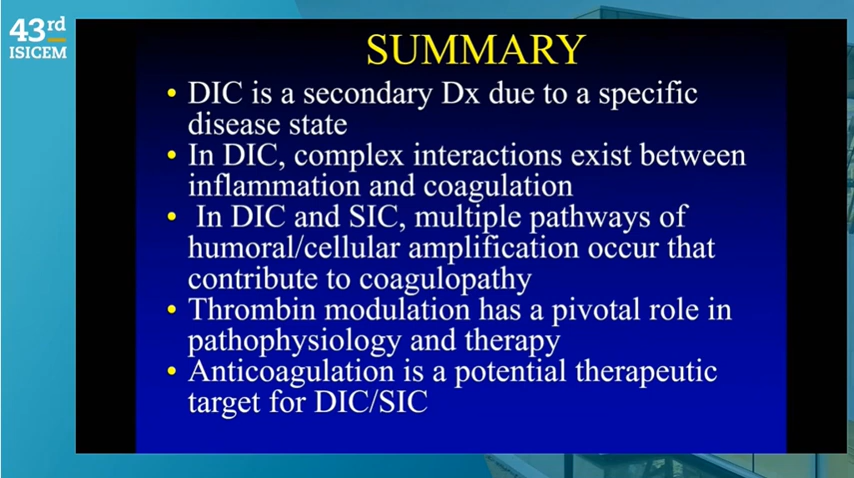 43rd
ISICEM
SUMMARY
• DIC is a secondary Dx due to a specific
disease state
• In DIC, complex interactions exist between
inflammation and coagulation
• In DIC and SIC, multiple pathways of
humoral/cellular amplification occur that
contribute to coagulopathy
• Thrombin modulation has a pivotal role in
pathophysiology and therapy
• Anticoagulation is a potential therapeutic
target for DIC/SIC